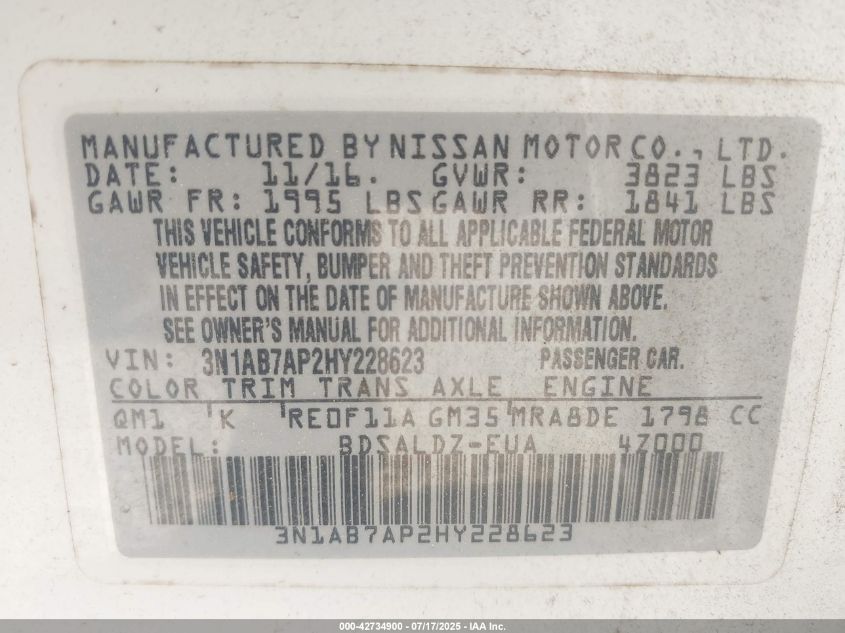 MANUFACTURED BY NISSAN MOTOR CO., LTD.
DATE: 11/16. GVWR: 3823 LBS
GAWR FR: 1995 LBS GAWR RR: 1841 LBS
THIS VEHICLE CONFORMS TO ALL APPLICABLE FEDERAL MOTOR
VEHICLE SAFETY, BUMPER AND THEFT PREVENTION STANDARDS
IN EFFECT ON THE DATE OF MANUFACTURE SHOWN ABOVE.
SEE OWNER'S MANUAL FOR ADDITIONAL INFORMATION.
VIN: 3N1AB7AP2HY228623 PASSENGER CAR.
COLOR TRIM TRANS AXLE ENGINE
QM1 K RE0F11A GM35 MRA8DE 1798 CC
MODEL: BDSALDZ-EUA 4Z000
3N1AB7AP2HY228623
000-42734900 - 07/17/2025 - IAA Inc.